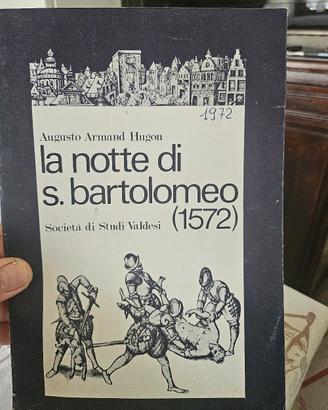 1972
Augusto Armand Hugon
la notte di
s. bartolomeo
(1572)
Società di Studi Valdesi